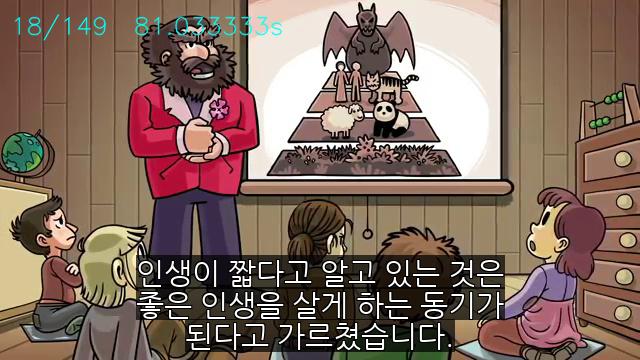 18/149 81.033333s
인생이 짧다고 알고 있는 것은
좋은 인생을 살게 하는 동기가
된다고 가르쳤습니다.